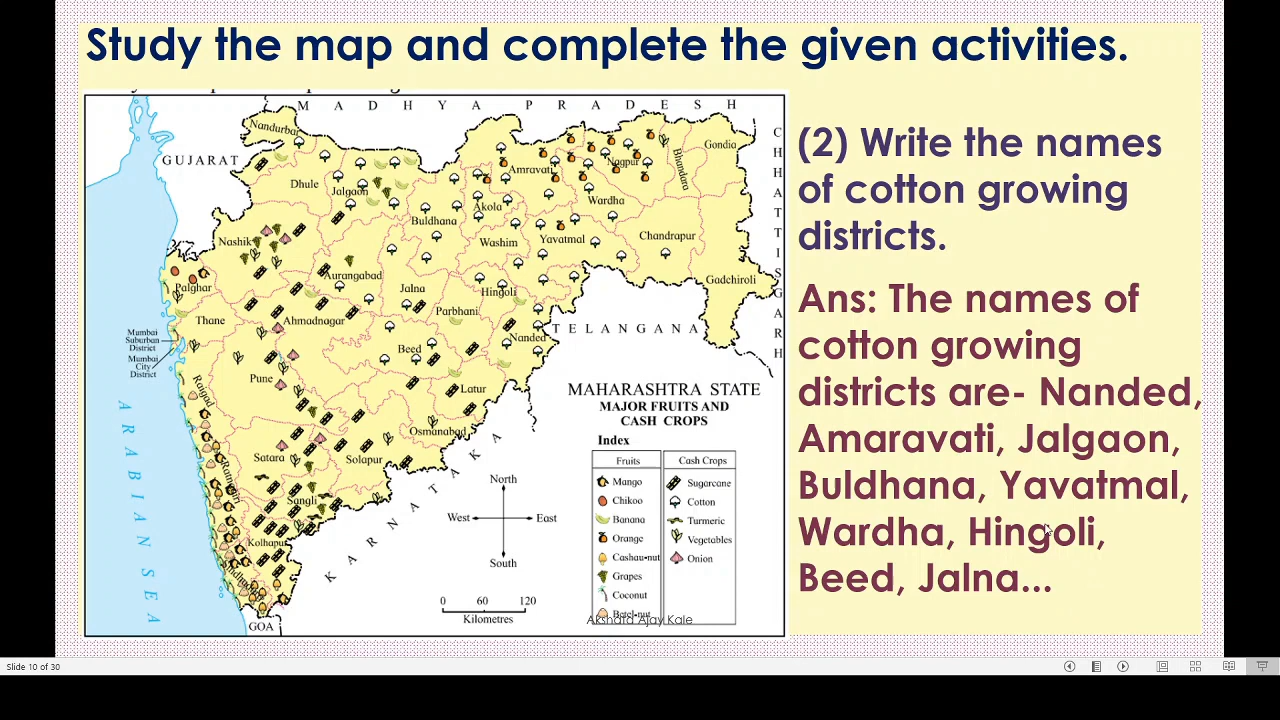 Study the map and complete the given activities.
MADHYA PRADESH
GUJARAT
CHHATTISGARH
Nandurbar
Dhule
Jalgaon
Buldhana
Akola
Amravati
Nagpur
Bhandara
Gondia
Wardha
Washim
Yavatmal
Chandrapur
Gadchiroli
Nashik
Aurangabad
Jalna
Hingoli
Parbhani
Palghar
Thane
Ahmadnagar
Beed
Nanded
TELANGANA
Mumbai
Suburban
District
Mumbai
City
District
Pune
Raigad
Latur
Osmanabad
Satara
Solapur
Sangli
Kolhapur
ARABIAN SEA
KARNATAKA
GOA
MAHARASHTRA STATE
MAJOR FRUITS AND
CASH CROPS
Index
Fruits
Mango
Chikoo
Banana
Orange
Cashau-nut
Grapes
Coconut
Betel-nut
Cash Crops
Sugarcane
Cotton
Turmeric
Vegetables
Onion
North
West East
South
0 60 120
Kilometres
Akshata Ajay Kale
(2) Write the names
of cotton growing
districts.
Ans: The names of
cotton growing
districts are- Nanded,
Amaravati, Jalgaon,
Buldhana, Yavatmal,
Wardha, Hingoli,
Beed, Jalna...
Slide 10 of 30